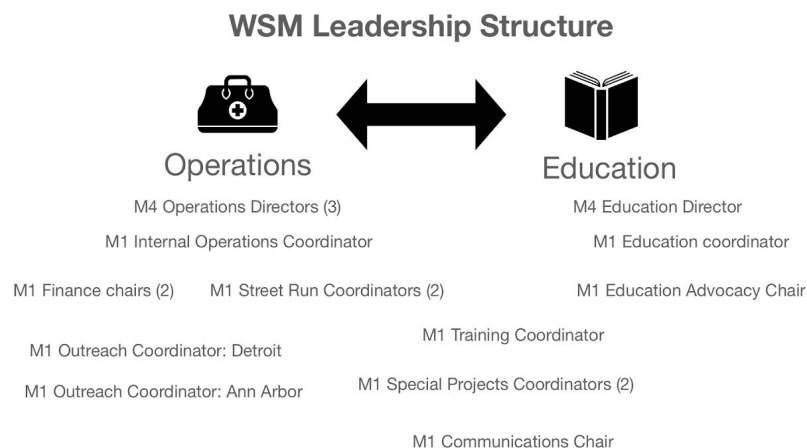 WSM Leadership Structure
Operations
Education
M4 Operations Directors (3)
M4 Education Director
M1 Internal Operations Coordinator
M1 Education coordinator
M1 Finance chairs (2)
M1 Street Run Coordinators (2)
M1 Education Advocacy Chair
M1 Training Coordinator
M1 Outreach Coordinator: Detroit
M1 Special Projects Coordinators (2)
M1 Outreach Coordinator: Ann Arbor
M1 Communications Chair